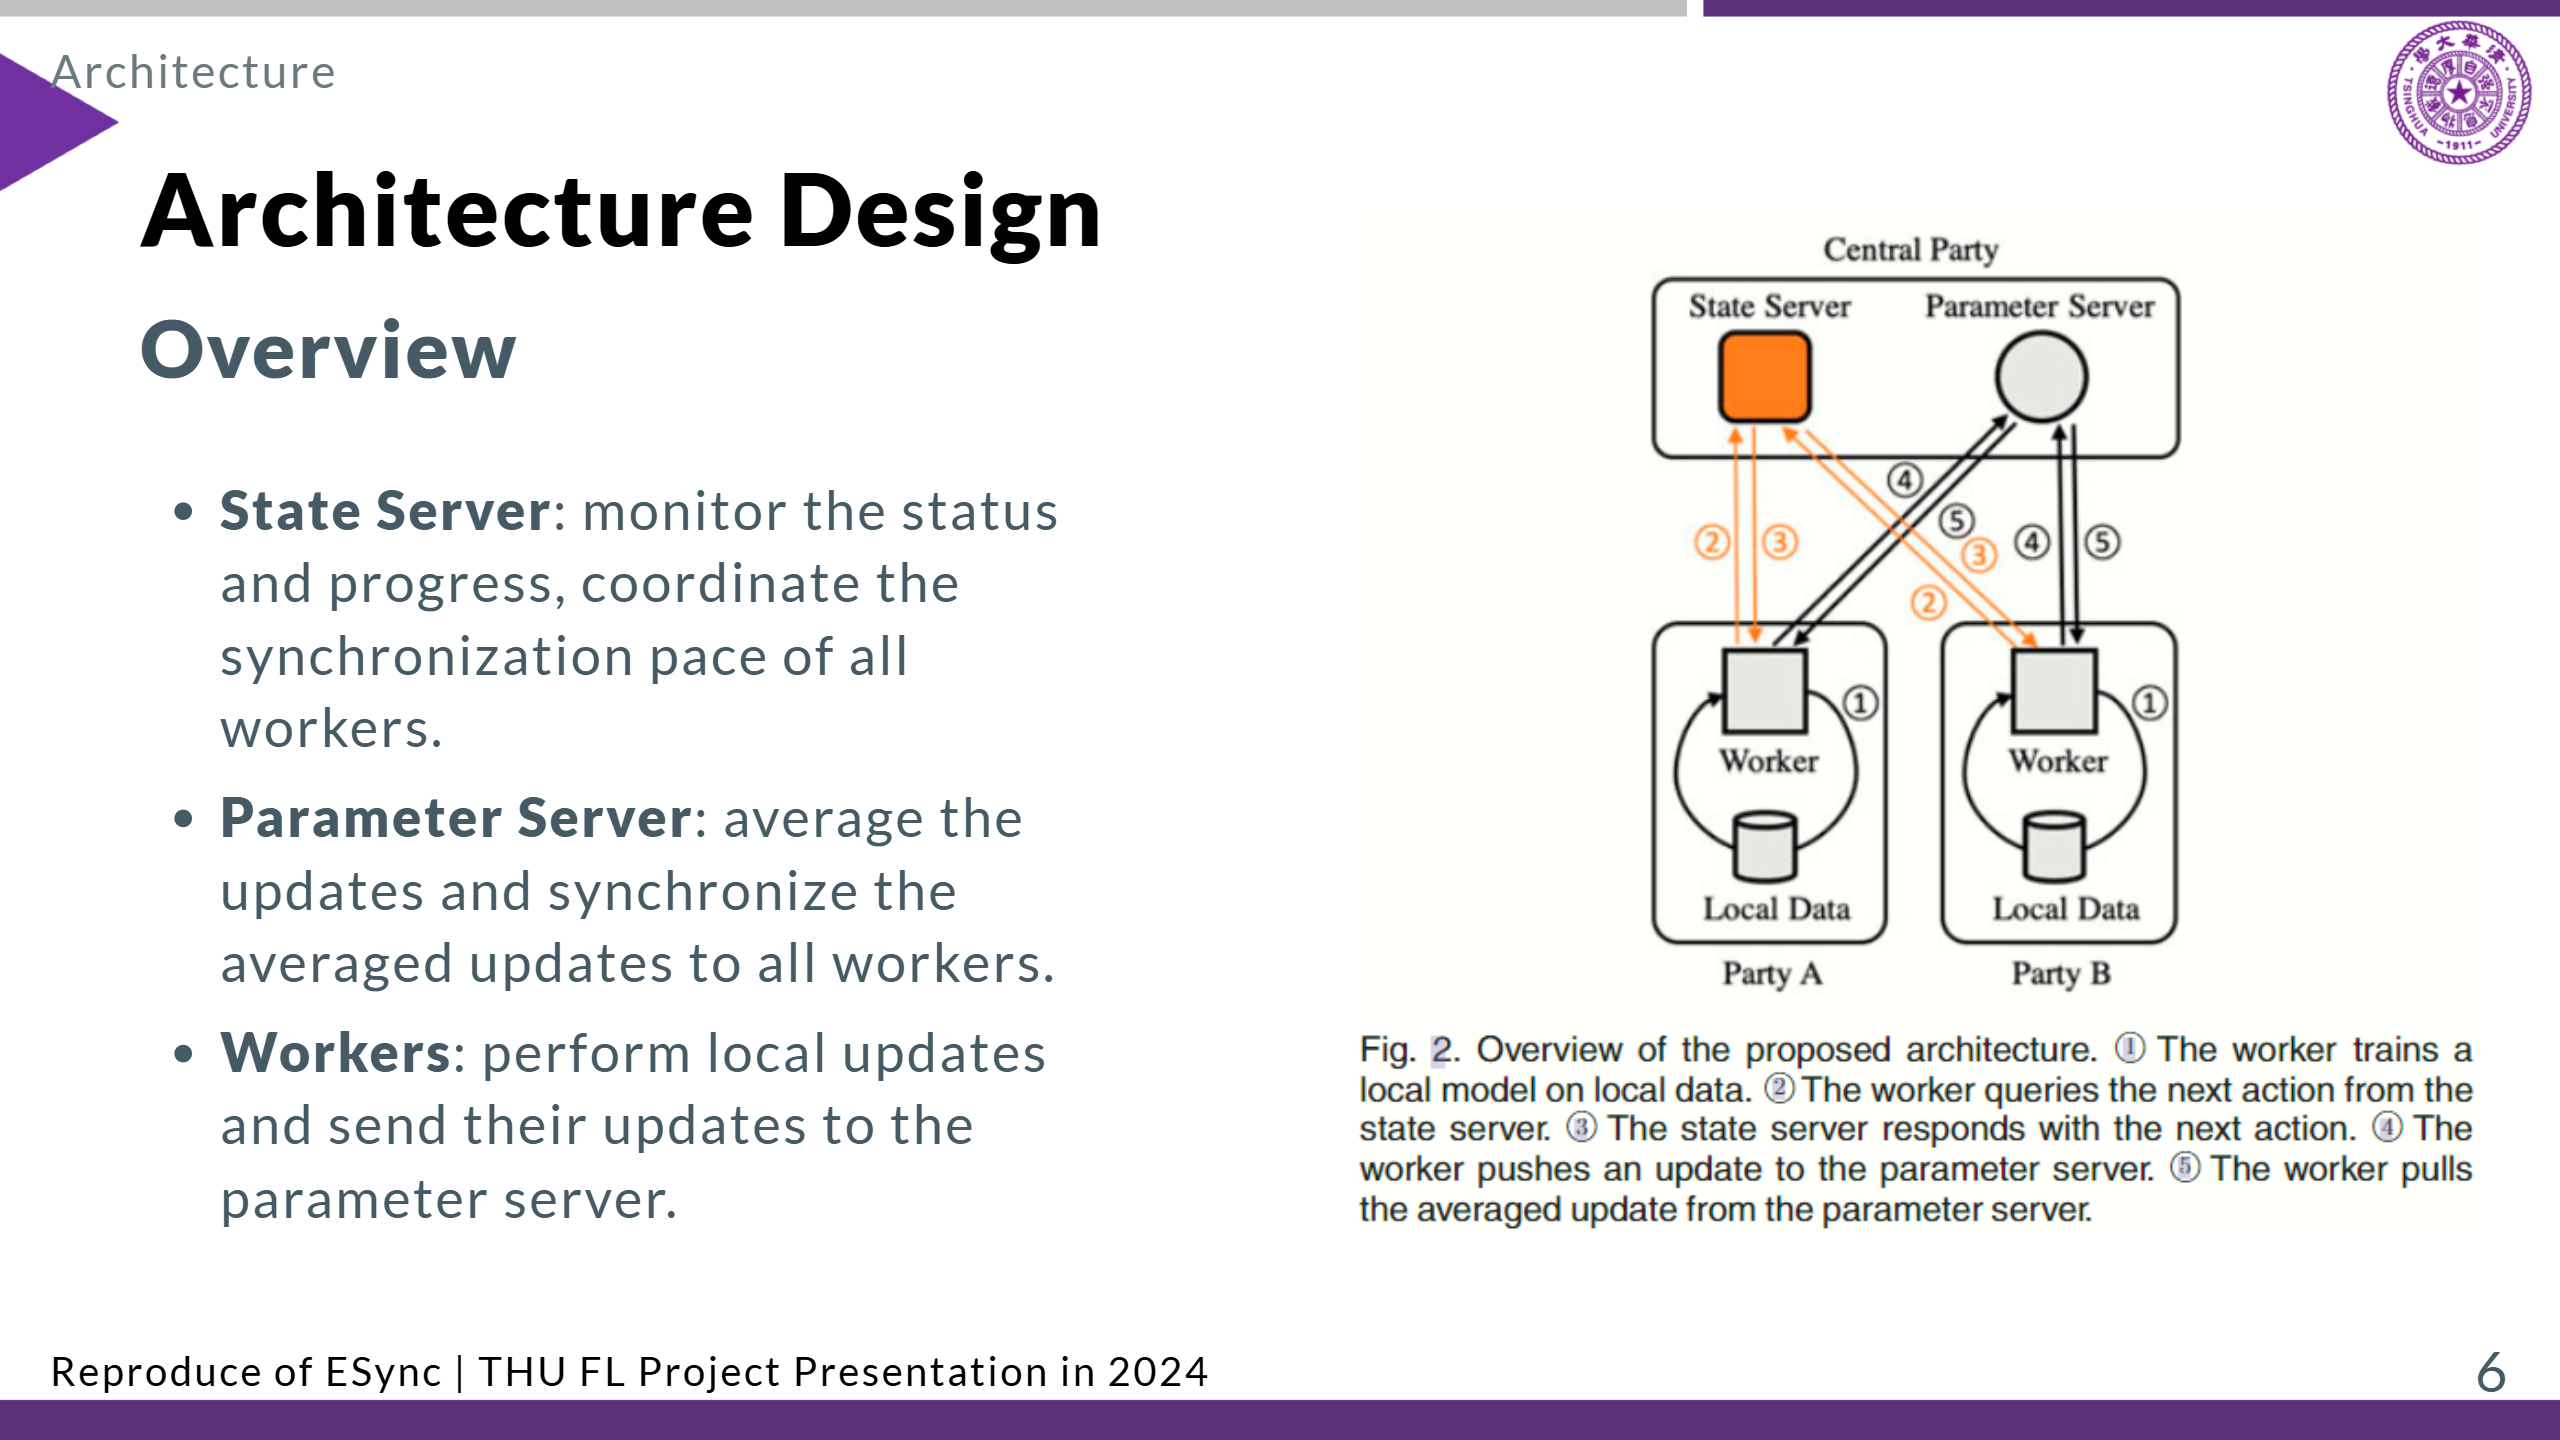 Architecture
Architecture Design
Overview
• State Server: monitor the status
and progress, coordinate the
synchronization pace of all
workers.
• Parameter Server: average the
updates and synchronize the
averaged updates to all workers.
• Workers: perform local updates
and send their updates to the
parameter server.
TSINGHUA UNIVERSITY
-1911-
Central Party
State Server Parameter Server
④
⑤
② ③ ③ ④ ⑤
②
① ①
Worker Worker
Local Data Local Data
Party A Party B
Fig. 2. Overview of the proposed architecture. ① The worker trains a
local model on local data. ② The worker queries the next action from the
state server. ③ The state server responds with the next action. ④ The
worker pushes an update to the parameter server. ⑤ The worker pulls
the averaged update from the parameter server.
Reproduce of ESync | THU FL Project Presentation in 2024
6